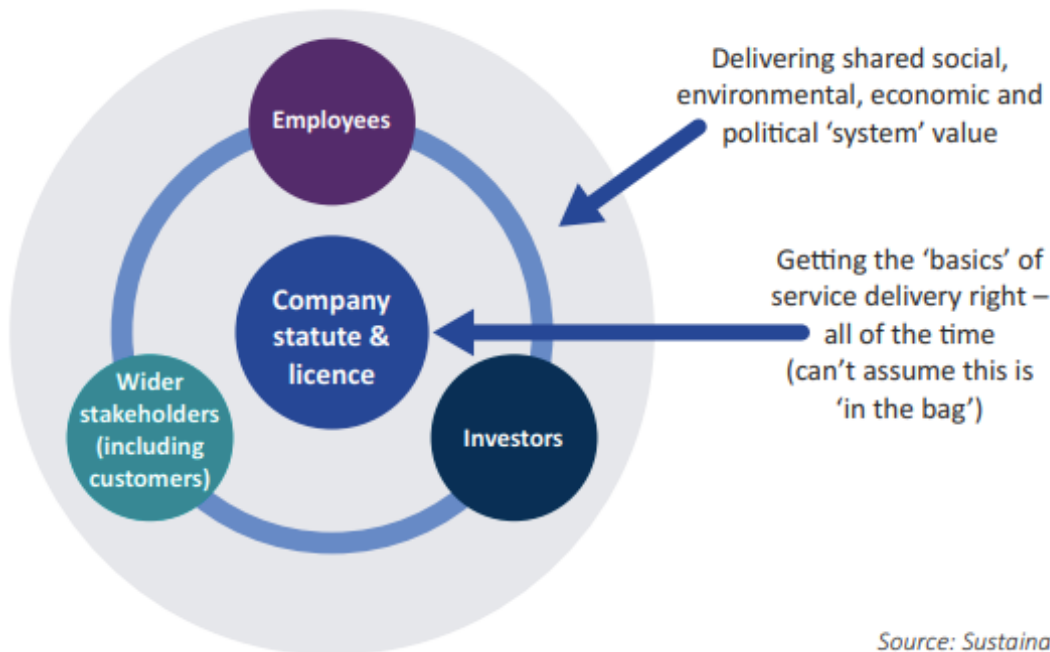 Employees
Company
statute &
licence
Wider
stakeholders
(including
customers)
Investors
Delivering shared social,
environmental, economic and
political ‘system’ value
Getting the ‘basics’ of
service delivery right –
all of the time
(can’t assume this is
‘in the bag’)
Source: Sustaina